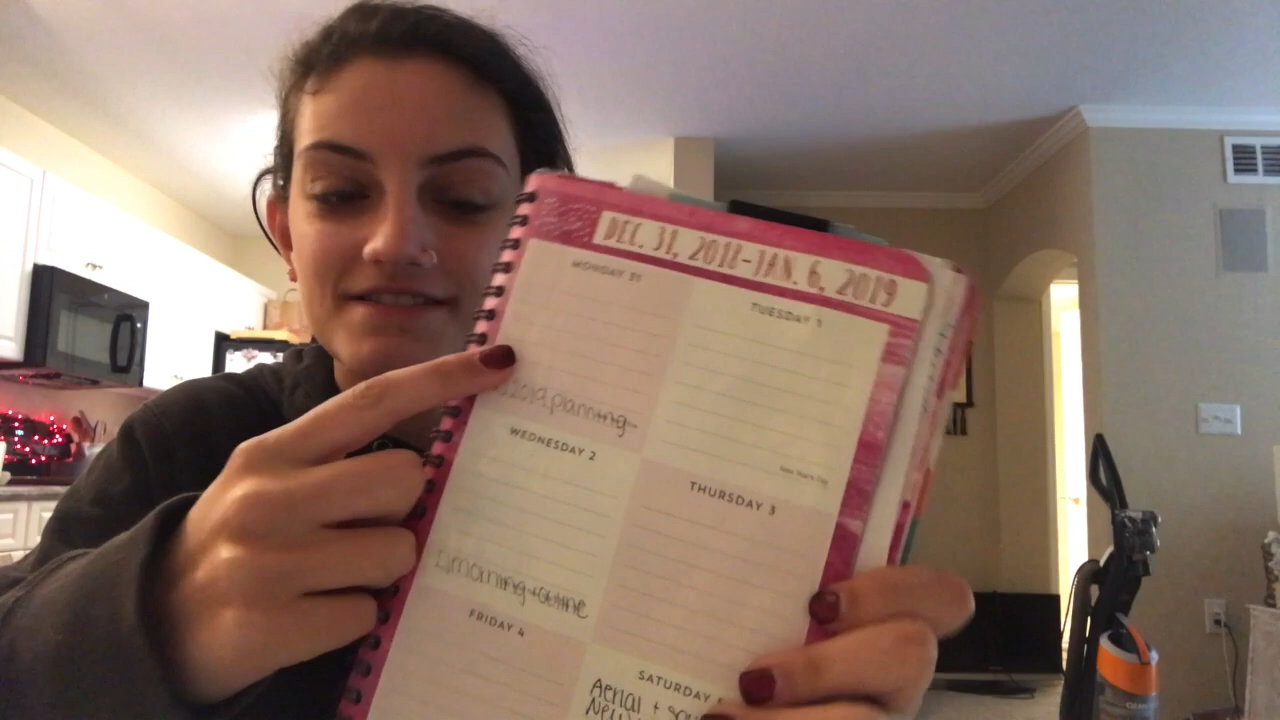 DEC. 31, 2018-JAN. 6, 2019
MONDAY 31
TUESDAY 1
planning
New Year's Day
WEDNESDAY 2
THURSDAY 3
morning routine
FRIDAY 4
SATURDAY
Aerial +